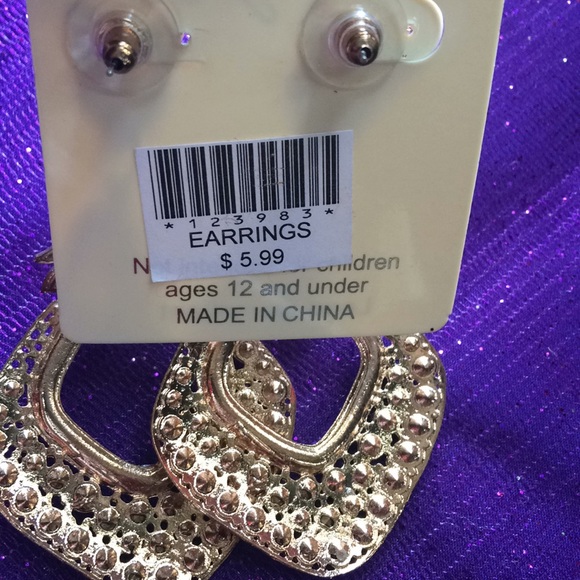 *123983*
EARRINGS
$ 5.99
children
ages 12 and under
MADE IN CHINA